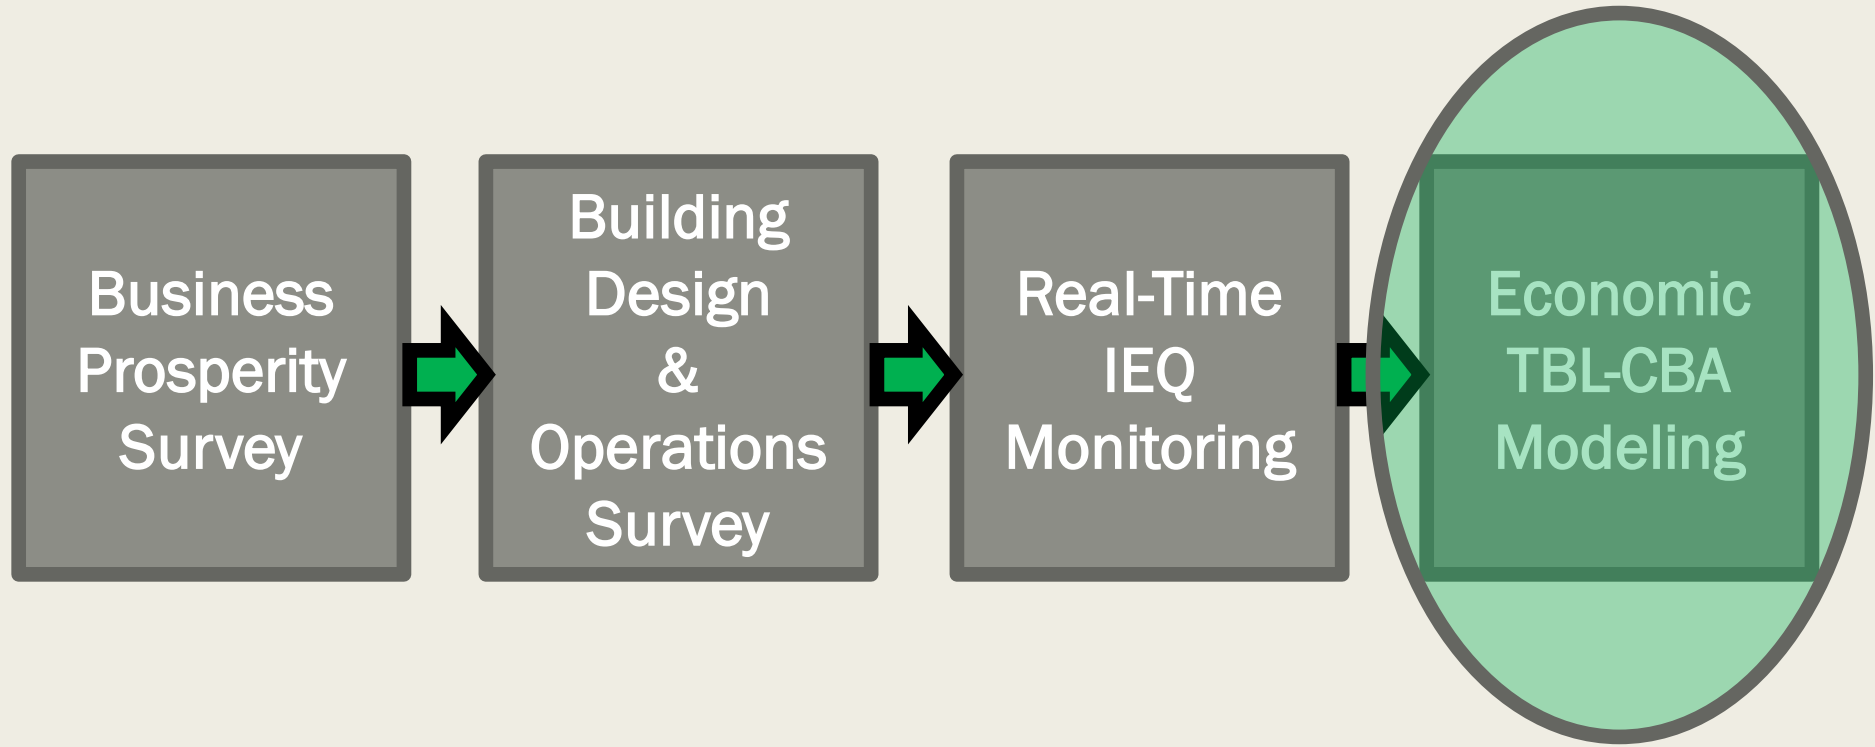 Business
Prosperity
Survey
Building
Design
&
Operations
Survey
Real-Time
IEQ
Monitoring
Economic
TBL-CBA
Modeling